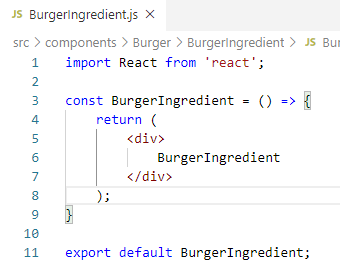 JS BurgerIngredient.js ×
src > components > Burger > BurgerIngredient > JS Bu
1 import React from 'react';
2
3 const BurgerIngredient = () => {
4     return (
5         <div>
6             BurgerIngredient
7         </div>
8     );
9 }
10
11 export default BurgerIngredient;